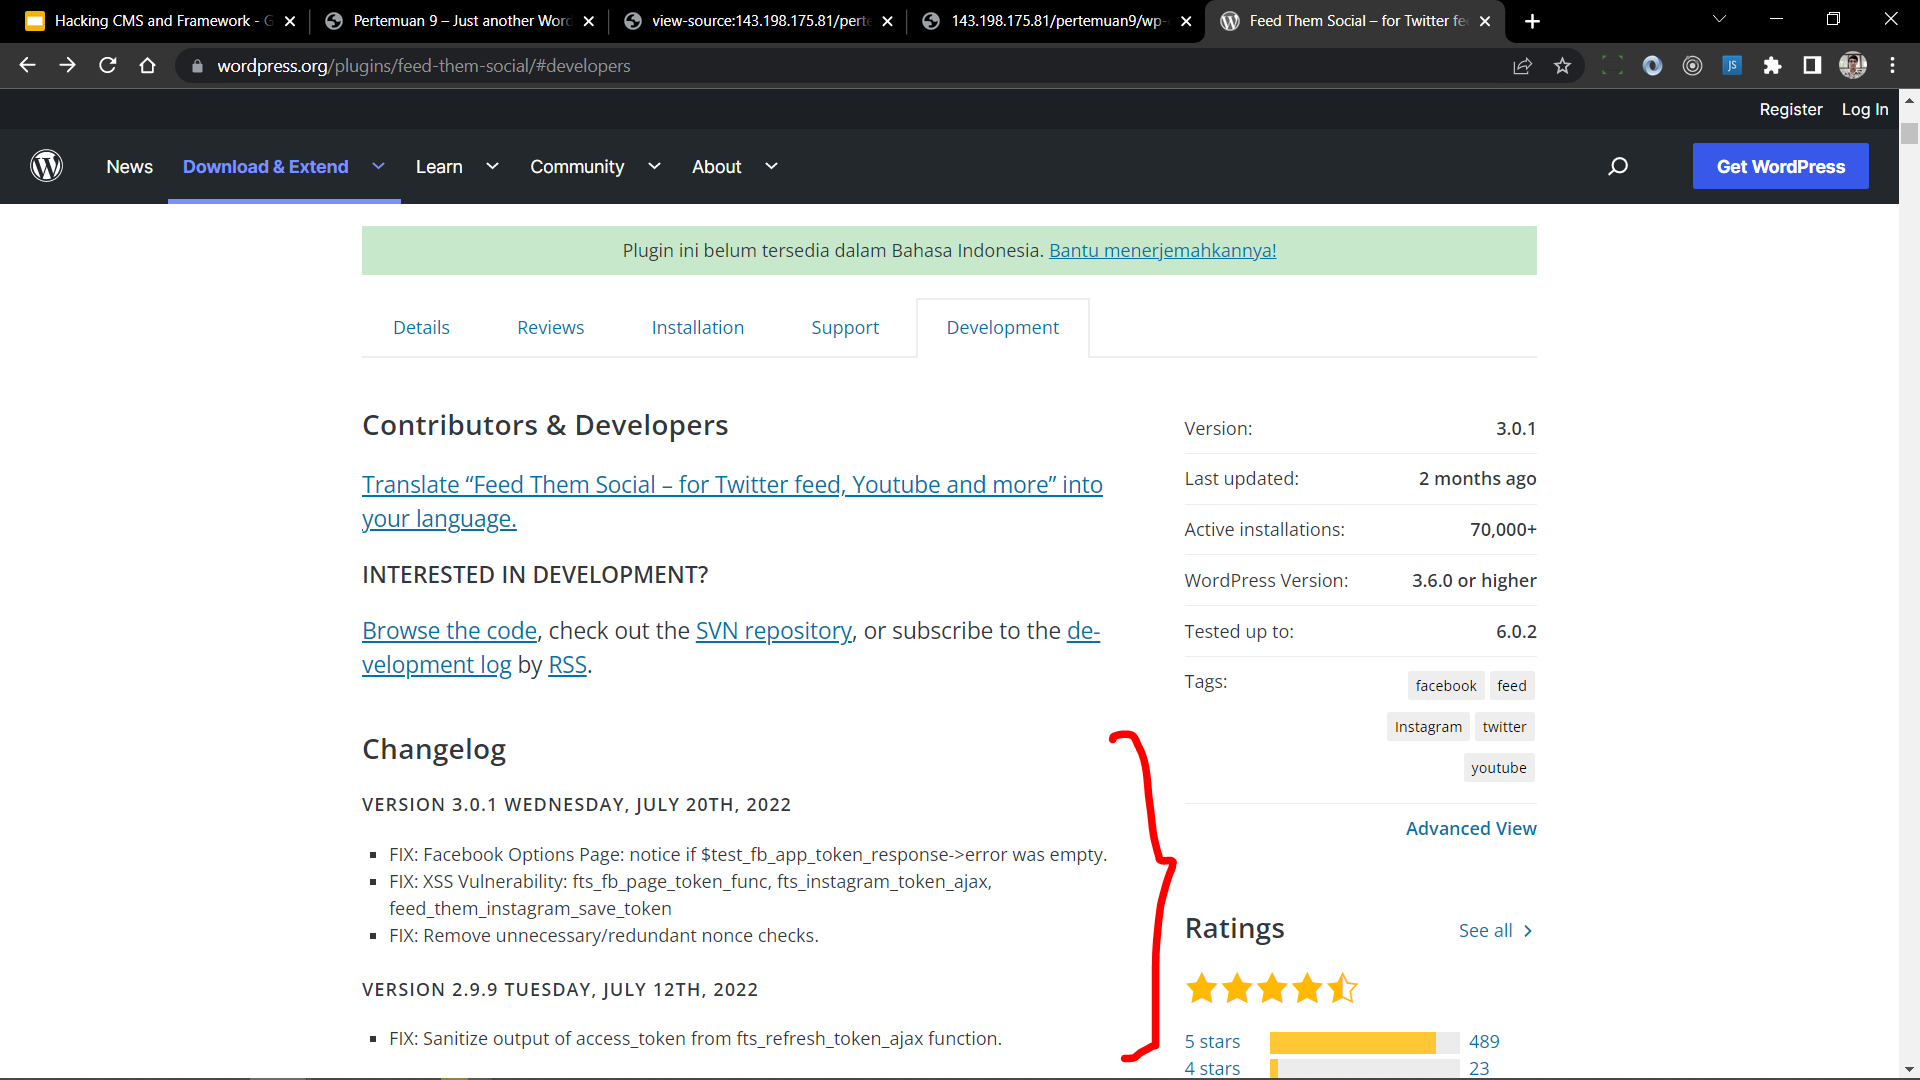 Hacking CMS and Framework - G
Pertemuan 9 – Just another Word
view-source:143.198.175.81/perte
143.198.175.81/pertemuan9/wp-
Feed Them Social – for Twitter fe
wordpress.org/plugins/feed-them-social/#developers
JS
Register
Log In
News
Download & Extend
Learn
Community
About
Get WordPress
Plugin ini belum tersedia dalam Bahasa Indonesia. Bantu menerjemahkannya!
Details
Reviews
Installation
Support
Development
Contributors & Developers
Translate “Feed Them Social – for Twitter feed, Youtube and more” into
your language.
INTERESTED IN DEVELOPMENT?
Browse the code, check out the SVN repository, or subscribe to the de-
velopment log by RSS.
Changelog
VERSION 3.0.1 WEDNESDAY, JULY 20TH, 2022
FIX: Facebook Options Page: notice if $test_fb_app_token_response->error was empty.
FIX: XSS Vulnerability: fts_fb_page_token_func, fts_instagram_token_ajax,
feed_them_instagram_save_token
FIX: Remove unnecessary/redundant nonce checks.
VERSION 2.9.9 TUESDAY, JULY 12TH, 2022
FIX: Sanitize output of access_token from fts_refresh_token_ajax function.
Version: 3.0.1
Last updated: 2 months ago
Active installations: 70,000+
WordPress Version: 3.6.0 or higher
Tested up to: 6.0.2
Tags: facebook feed
Instagram twitter
youtube
Advanced View
Ratings
See all
5 stars 489
4 stars 23